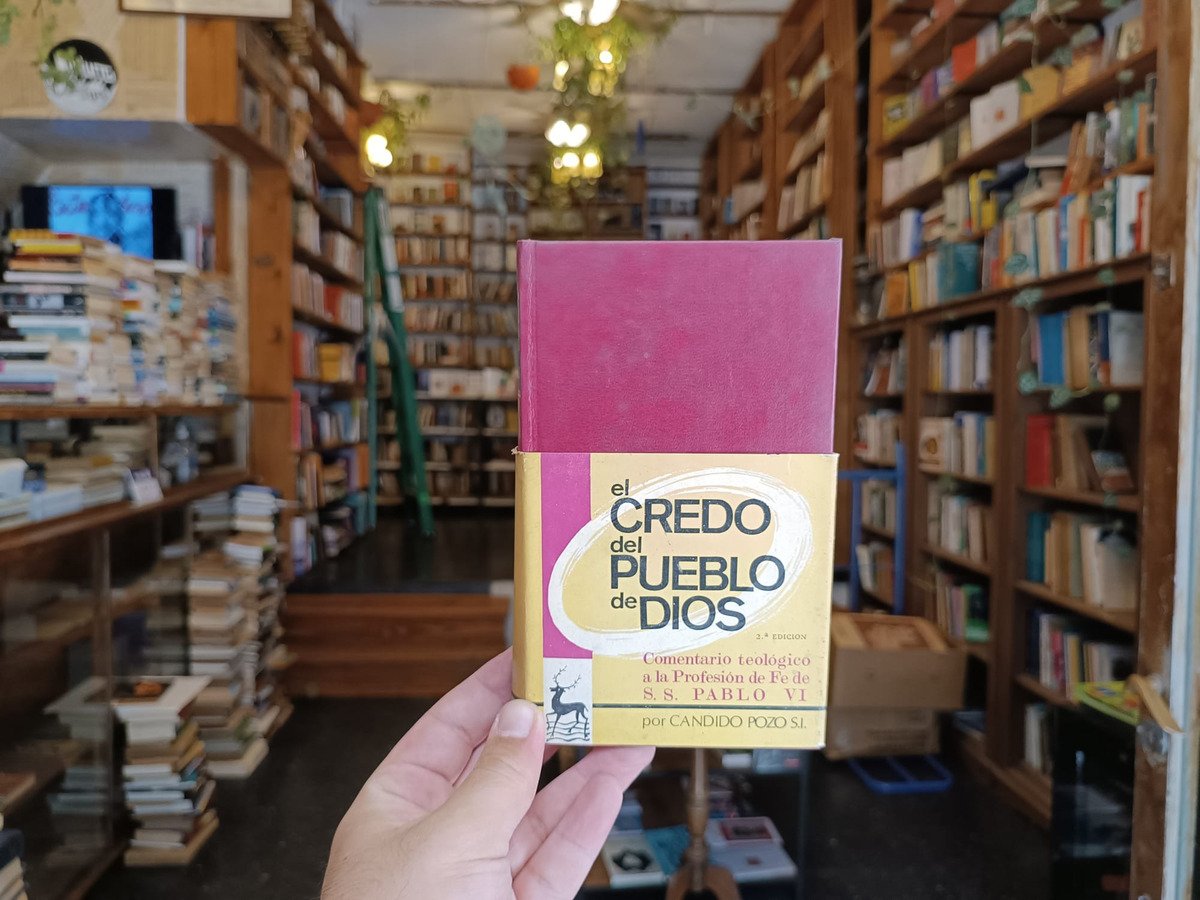 el
CREDO
del
PUEBLO
de DIOS
2.ª EDICION
Comentario teológico
a la Profesión de Fe de
S. S. PABLO VI
por CANDIDO POZO S.I.